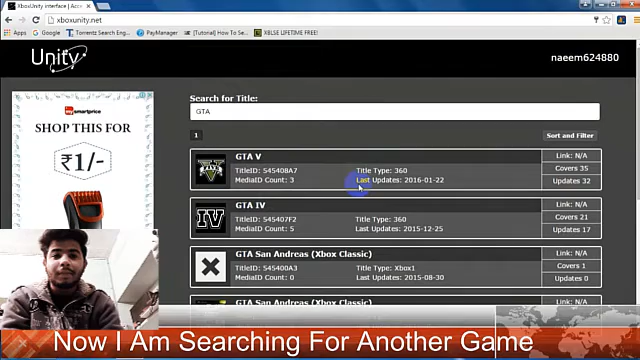 XboxUnity interface | Acce
xboxunity.net
Apps
Google
Torrentz Search Eng...
PayManager
[Tutorial] How To Se...
XBLSE LIFETIME FREE!
Unity
naeem624880
mysmartprice
SHOP THIS FOR
₹1/-
Search for Title:
GTA
1
Sort and Filter
GTA V
TitleID: 545408A7
Title Type: 360
MediaID Count: 3
Last Updates: 2016-01-22
Link: N/A
Covers 35
Updates 32
GTA IV
TitleID: 545407F2
Title Type: 360
MediaID Count: 5
Last Updates: 2015-12-25
Link: N/A
Covers 21
Updates 17
GTA San Andreas (Xbox Classic)
TitleID: 545400A3
Title Type: Xbox1
MediaID Count: 0
Last Updates: 2015-08-30
Link: N/A
Covers 1
Updates 0
GTA San Andreas (Xbox Classic)
Link: N/A
Now I Am Searching For Another Game